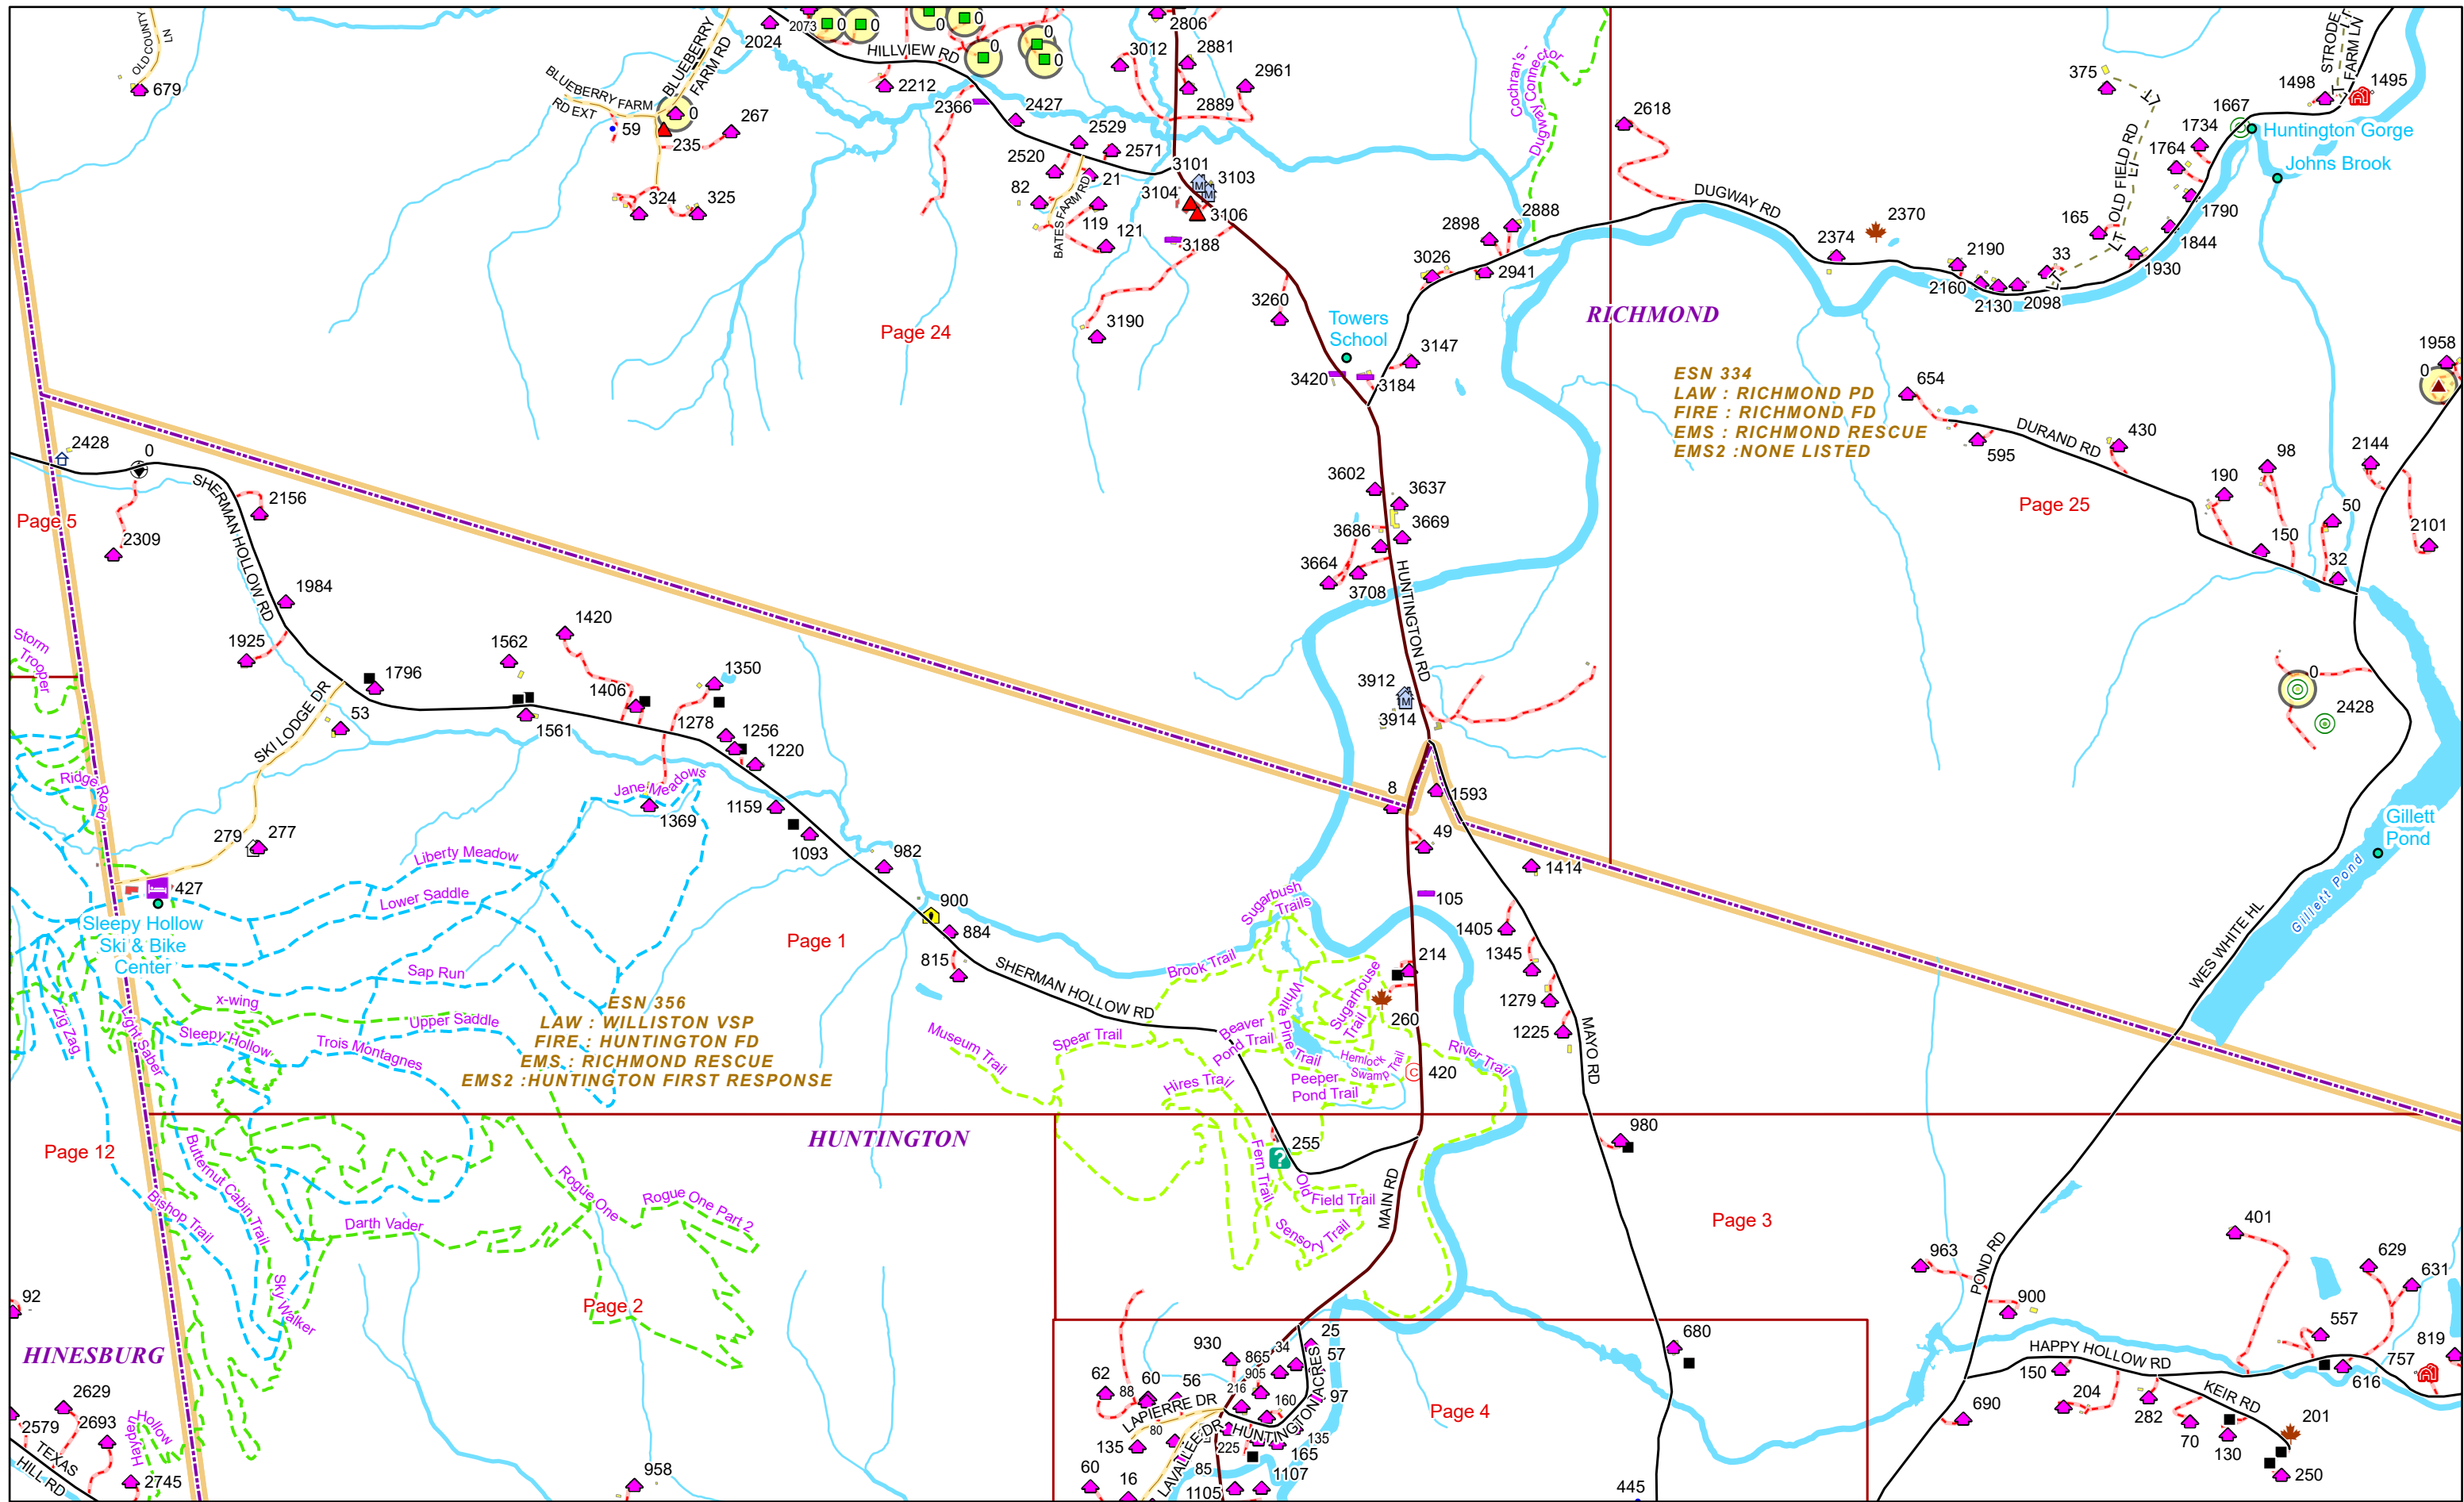 OLD COUNTY
LN
679
BLUEBERRY
FARM RD
BLUEBERRY FARM
RD EXT
59
0
267
235
324
325
2024
2073
0
0
0
0
0
0
0
HILLVIEW RD
2212
2366
2427
2529
2520
2571
82
21
119
121
BATES FARM RD
2806
3012
2881
2961
2889
3101
3103
3104
3106
3188
3190
3260
Page 24
Cochran's -
Dugway Connector
2618
DUGWAY RD
2888
2898
2941
3026
RICHMOND
Towers
School
3147
3420
3184
375
STRODE
FARM LN
LT
1498
1495
1667
Huntington Gorge
Johns Brook
1734
1764
1790
1844
1930
OLD FIELD RD
LT
LT
LT
LT
165
33
2370
2374
2190
2160
2130
2098
ESN 334
LAW : RICHMOND PD
FIRE : RICHMOND FD
EMS : RICHMOND RESCUE
EMS2 :NONE LISTED
654
595
DURAND RD
430
190
98
150
50
32
2144
2101
1958
0
Page 25
0
2428
Gillett
Pond
Gillett Pond
WES WHITE HL
2428
0
2156
2309
Page 5
SHERMAN HOLLOW RD
1984
1925
1796
1562
1420
1406
1350
1561
1278
1256
1220
53
SKI LODGE DR
279
277
Jane Meadows
1369
1159
1093
982
900
884
815
3602
3637
3686
3669
3664
3708
HUNTINGTON RD
3912
3914
M
M
M
8
1593
49
105
1414
1405
1345
1279
1225
214
260
420
C
MAYO RD
980
Storm
Trooper
Ridge Road
427
Sleepy Hollow
Ski & Bike
Center
Liberty Meadow
Lower Saddle
Sap Run
x-wing
Upper Saddle
Sleepy Hollow
Trois Montagnes
Zig Zag
Light Saber
Page 1
ESN 356
LAW : WILLISTON VSP
FIRE : HUNTINGTON FD
EMS : RICHMOND RESCUE
EMS2 :HUNTINGTON FIRST RESPONSE
SHERMAN HOLLOW RD
Sugarbush
Trails
Brook Trail
Museum Trail
Spear Trail
Beaver
Pond Trail
White Pine Trail
Sugarhouse
Trail
Hemlock
Swamp Trail
River Trail
Peeper
Pond Trail
Hires Trail
Fern Trail
255
?
Old
Field Trail
Sensory Trail
MAIN RD
HUNTINGTON
Page 12
Butternut Cabin Trail
Bishop Trail
Darth Vader
Rogue One
Rogue One Part 2
Sky Walker
Page 2
Page 3
92
HINESBURG
2629
2579
2693
2745
TEXAS
HILL RD
Hayden
Hollow
958
62
88
60
56
930
865
34
25
57
905
216
160
97
LAPIERRE DR
80
135
LAVALLEE DR
HUNTINGTON ACRES
225
135
165
85
1107
1105
60
16
Page 4
680
445
963
POND RD
900
401
629
631
557
819
757
616
HAPPY HOLLOW RD
150
204
282
690
KEIR RD
70
130
201
250